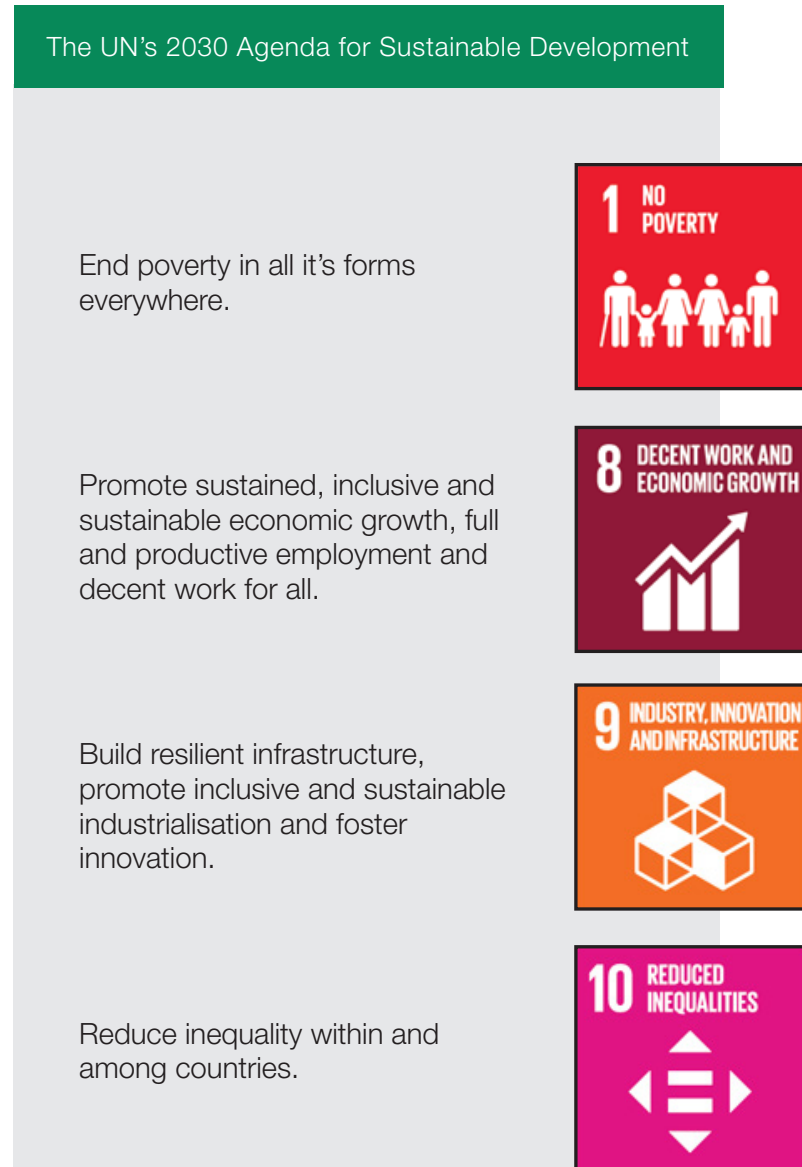 The UN’s 2030 Agenda for Sustainable Development
End poverty in all it’s forms
everywhere.
1 NO
POVERTY
Promote sustained, inclusive and
sustainable economic growth, full
and productive employment and
decent work for all.
8 DECENT WORK AND
ECONOMIC GROWTH
Build resilient infrastructure,
promote inclusive and sustainable
industrialisation and foster
innovation.
9 INDUSTRY, INNOVATION
AND INFRASTRUCTURE
Reduce inequality within and
among countries.
10 REDUCED
INEQUALITIES